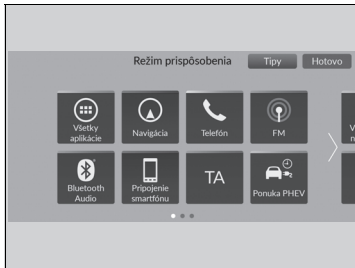 Režim prispôsobenia Tipy Hotovo
Všetky
aplikácie
Navigácia
Telefón
FM
V
n
Bluetooth
Audio
Pripojenie
smartfónu
TA
Ponuka PHEV